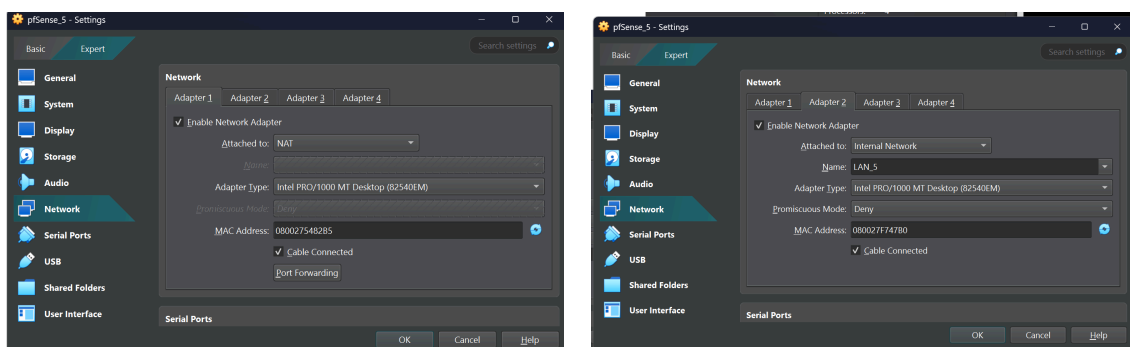 pfSense_5 - Settings
Basic
Expert
Search settings
General
System
Display
Storage
Audio
Network
Serial Ports
USB
Shared Folders
User Interface
Network
Adapter 1
Adapter 2
Adapter 3
Adapter 4
Enable Network Adapter
Attached to: NAT
Name:
Adapter Type: Intel PRO/1000 MT Desktop (82540EM)
Promiscuous Mode: Deny
MAC Address: 0800275482B5
Cable Connected
Port Forwarding
Serial Ports
OK
Cancel
Help
pfSense_5 - Settings
Basic
Expert
Search settings
General
System
Display
Storage
Audio
Network
Serial Ports
USB
Shared Folders
User Interface
Network
Adapter 1
Adapter 2
Adapter 3
Adapter 4
Enable Network Adapter
Attached to: Internal Network
Name: LAN_5
Adapter Type: Intel PRO/1000 MT Desktop (82540EM)
Promiscuous Mode: Deny
MAC Address: 080027F747B0
Cable Connected
Serial Ports
OK
Cancel
Help